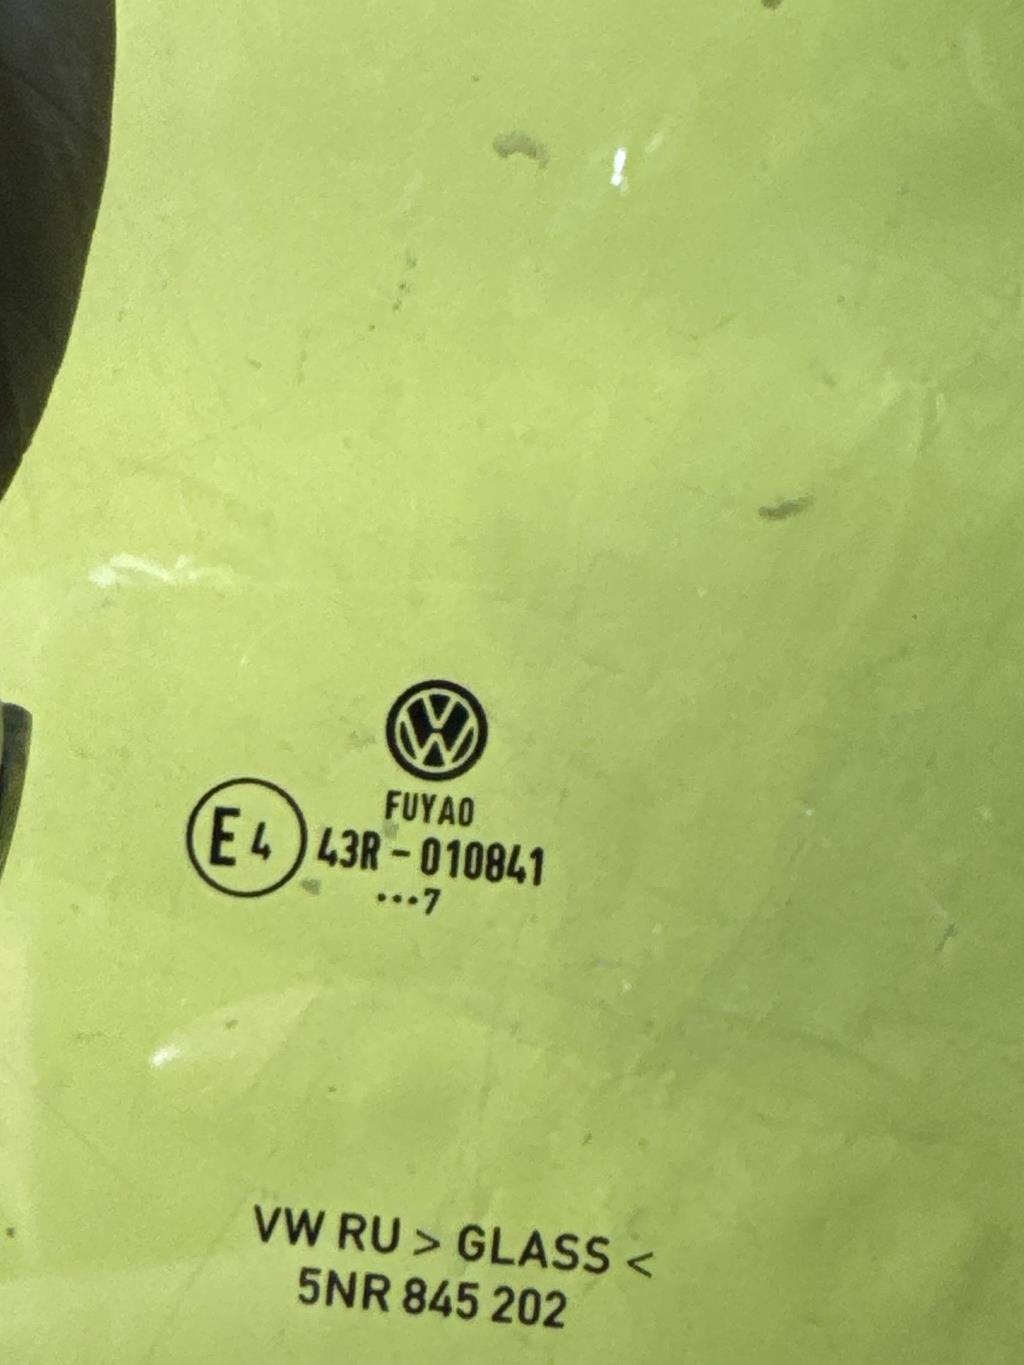 FUYAO
E4 43R - 010841
...7
VW RU > GLASS <
5NR 845 202